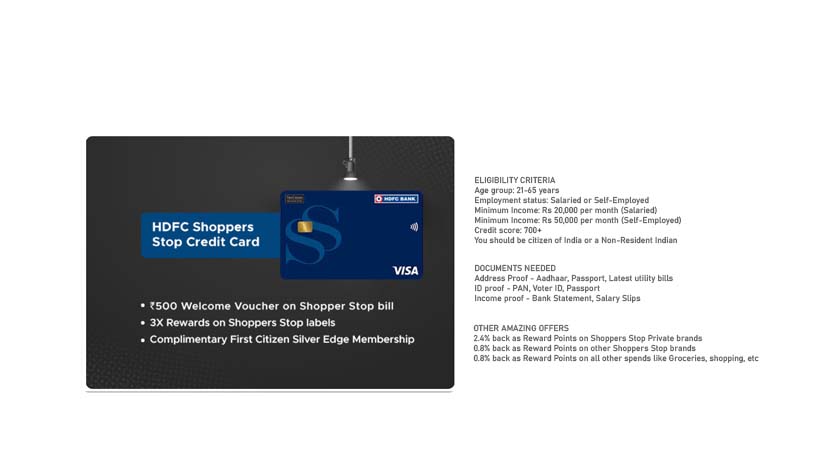 HDFC BANK
HDFC Shoppers
Stop Credit Card
VISA
• ₹500 Welcome Voucher on Shopper Stop bill
• 3X Rewards on Shoppers Stop labels
• Complimentary First Citizen Silver Edge Membership
ELIGIBILITY CRITERIA
Age group: 21-65 years
Employment status: Salaried or Self-Employed
Minimum Income: Rs 20,000 per month (Salaried)
Minimum Income: Rs 50,000 per month (Self-Employed)
Credit score: 700+
You should be citizen of India or a Non-Resident Indian
DOCUMENTS NEEDED
Address Proof - Aadhaar, Passport, Latest utility bills
ID proof - PAN, Voter ID, Passport
Income proof - Bank Statement, Salary Slips
OTHER AMAZING OFFERS
2.4% back as Reward Points on Shoppers Stop Private brands
0.8% back as Reward Points on other Shoppers Stop brands
0.8% back as Reward Points on all other spends like Groceries, shopping, etc